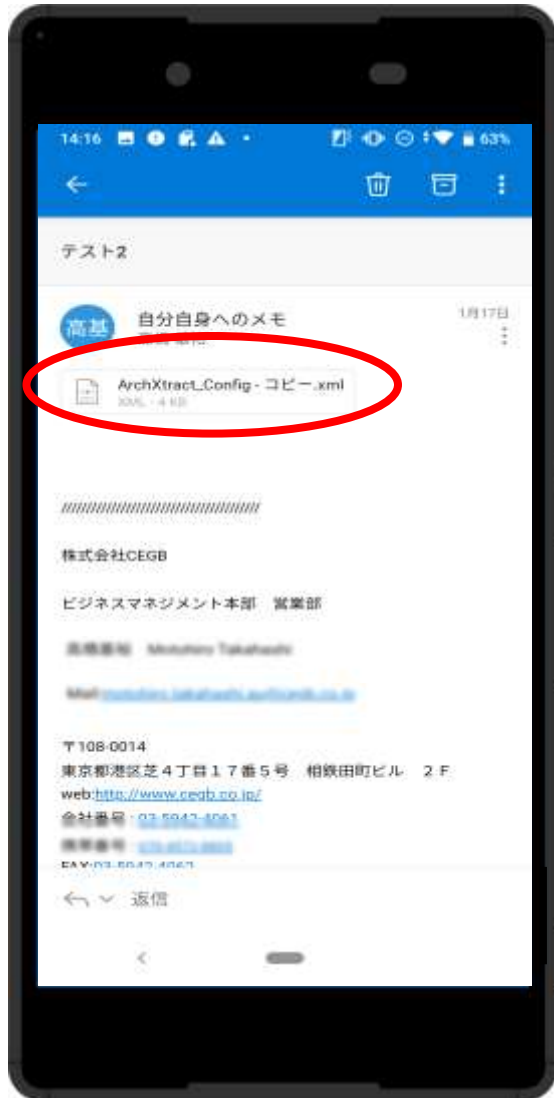 14:16
63%
テスト2
高基
自分自身へのメモ
1月17日
ArchXtract_Config - コピー.xml
XML - 4 KB
////////////////////////////////////////
株式会社CEGB
ビジネスマネジメント本部 営業部
〒108-0014
東京都港区芝4丁目17番5号 相鉄田町ビル 2F
web:http://www.cegb.co.jp/
会社番号:
返信